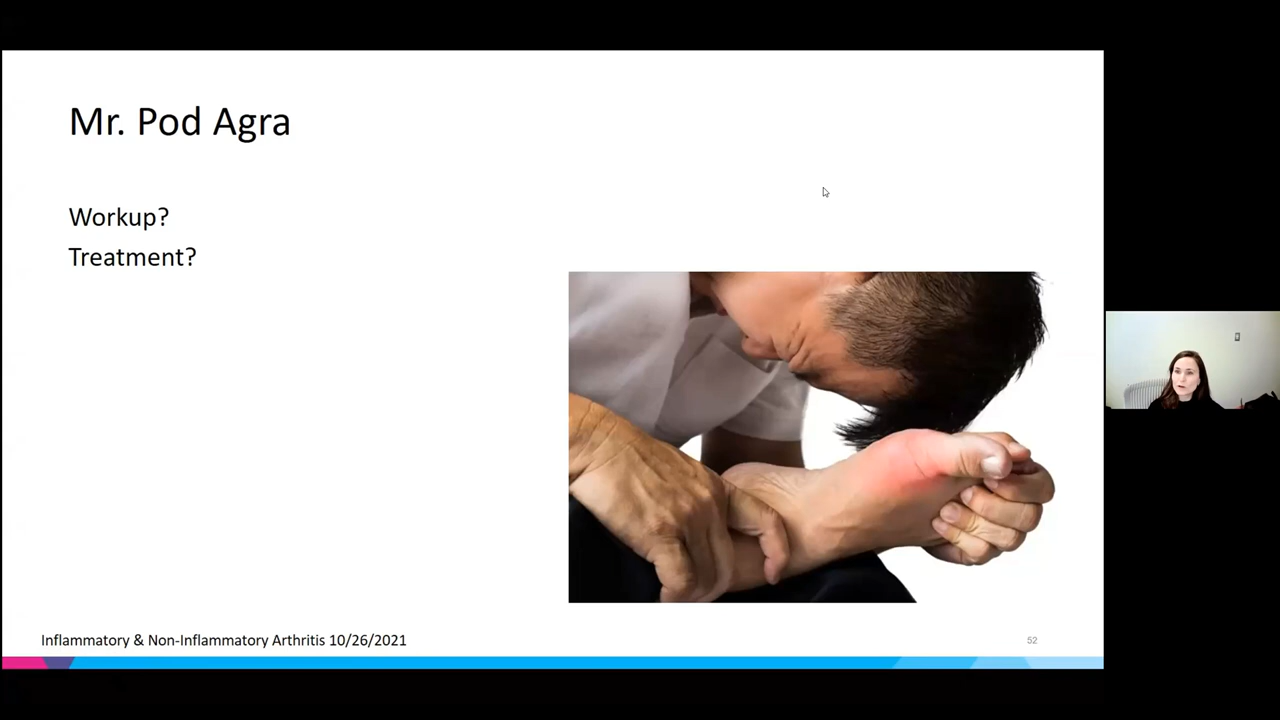 Mr. Pod Agra
Workup?
Treatment?
Inflammatory & Non-Inflammatory Arthritis 10/26/2021
52